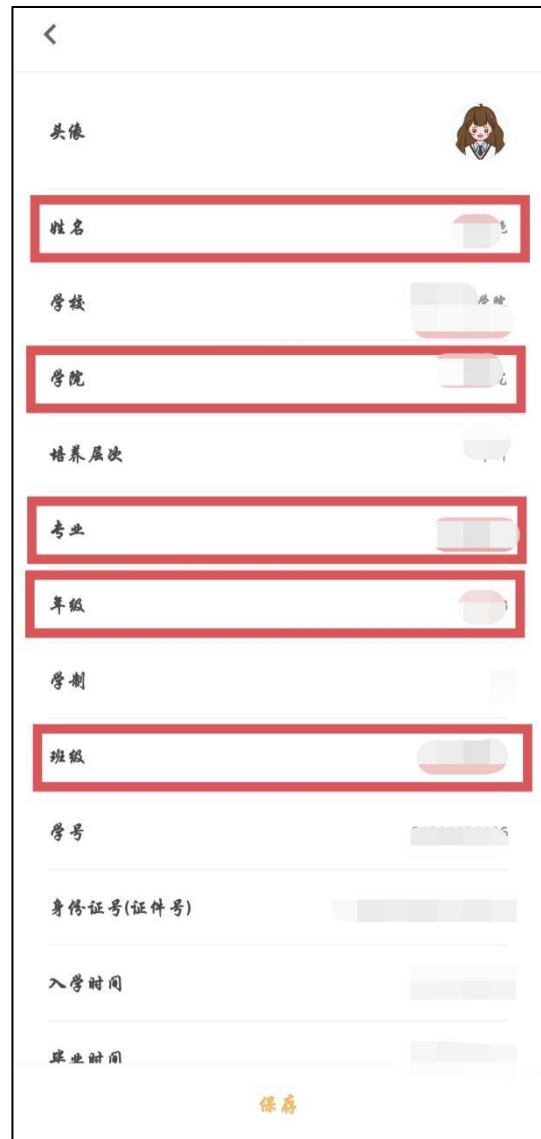 头像
姓名
学校 学院
学院
培养层次
专业
年级
学制
班级
学号
身份证号(证件号)
入学时间
毕业时间
保存